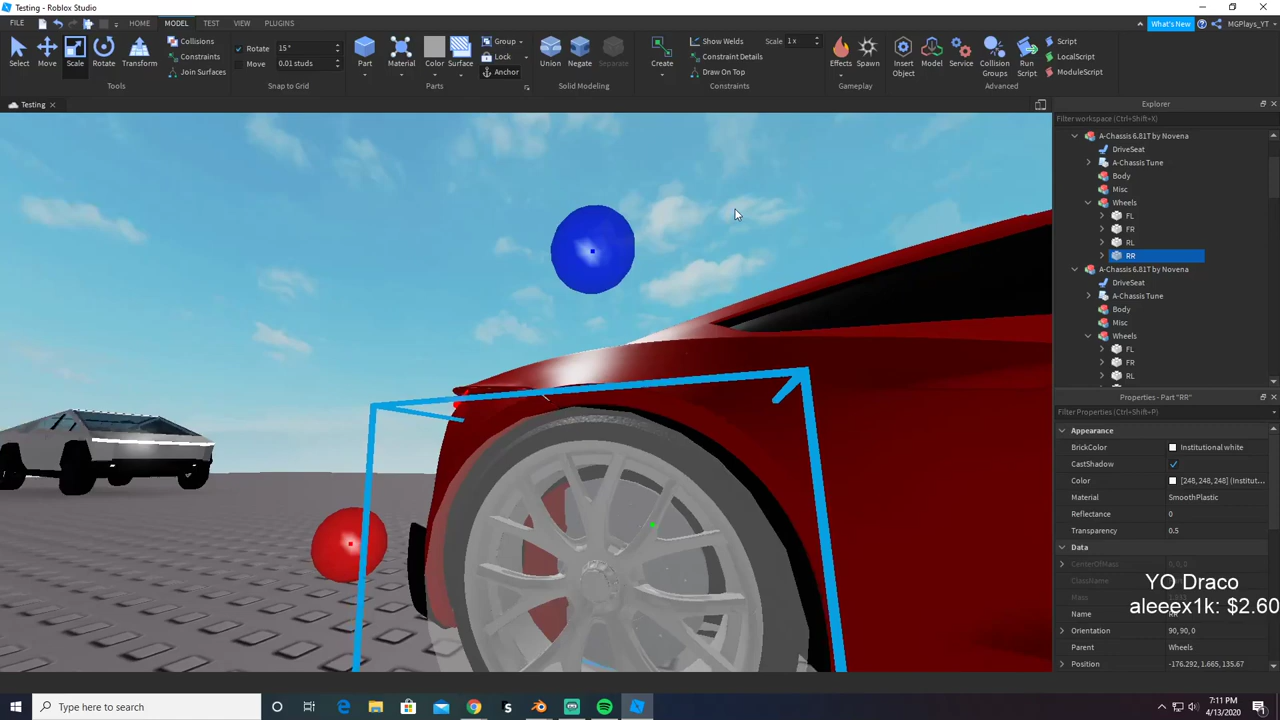 Testing - Roblox Studio
FILE HOME MODEL TEST VIEW PLUGINS
What's New MGPlays_YT
Select Move Scale Rotate Transform
Collisions
Constraints
Join Surfaces
Tools
Rotate 15°
Move 0.01 studs
Snap to Grid
Part Material Color Surface
Group
Lock
Anchor
Parts
Union Negate Separate
Solid Modeling
Create
Show Welds Scale 1 x
Constraint Details
Draw On Top
Constraints
Effects Spawn
Gameplay
Insert Object Model Service Collision Groups Run Script
Script
LocalScript
ModuleScript
Advanced
Testing
Explorer
Filter workspace (Ctrl+Shift+X)
A-Chassis 6.81T by Novena
DriveSeat
A-Chassis Tune
Body
Misc
Wheels
FL
FR
RL
RR
A-Chassis 6.81T by Novena
DriveSeat
A-Chassis Tune
Body
Misc
Wheels
FL
FR
RL
Properties - Part "RR"
Filter Properties (Ctrl+Shift+P)
Appearance
BrickColor Institutional white
CastShadow
Color [248, 248, 248] (Instituti...
Material SmoothPlastic
Reflectance 0
Transparency 0.5
Data
CenterOfMass 0, 0, 0
ClassName
YO Draco
Mass
aleeex1k: $2.60
Name
Orientation 90, 90, 0
Parent Wheels
Position -176.292, 1.665, 135.67
Type here to search
7:11 PM
4/13/2020